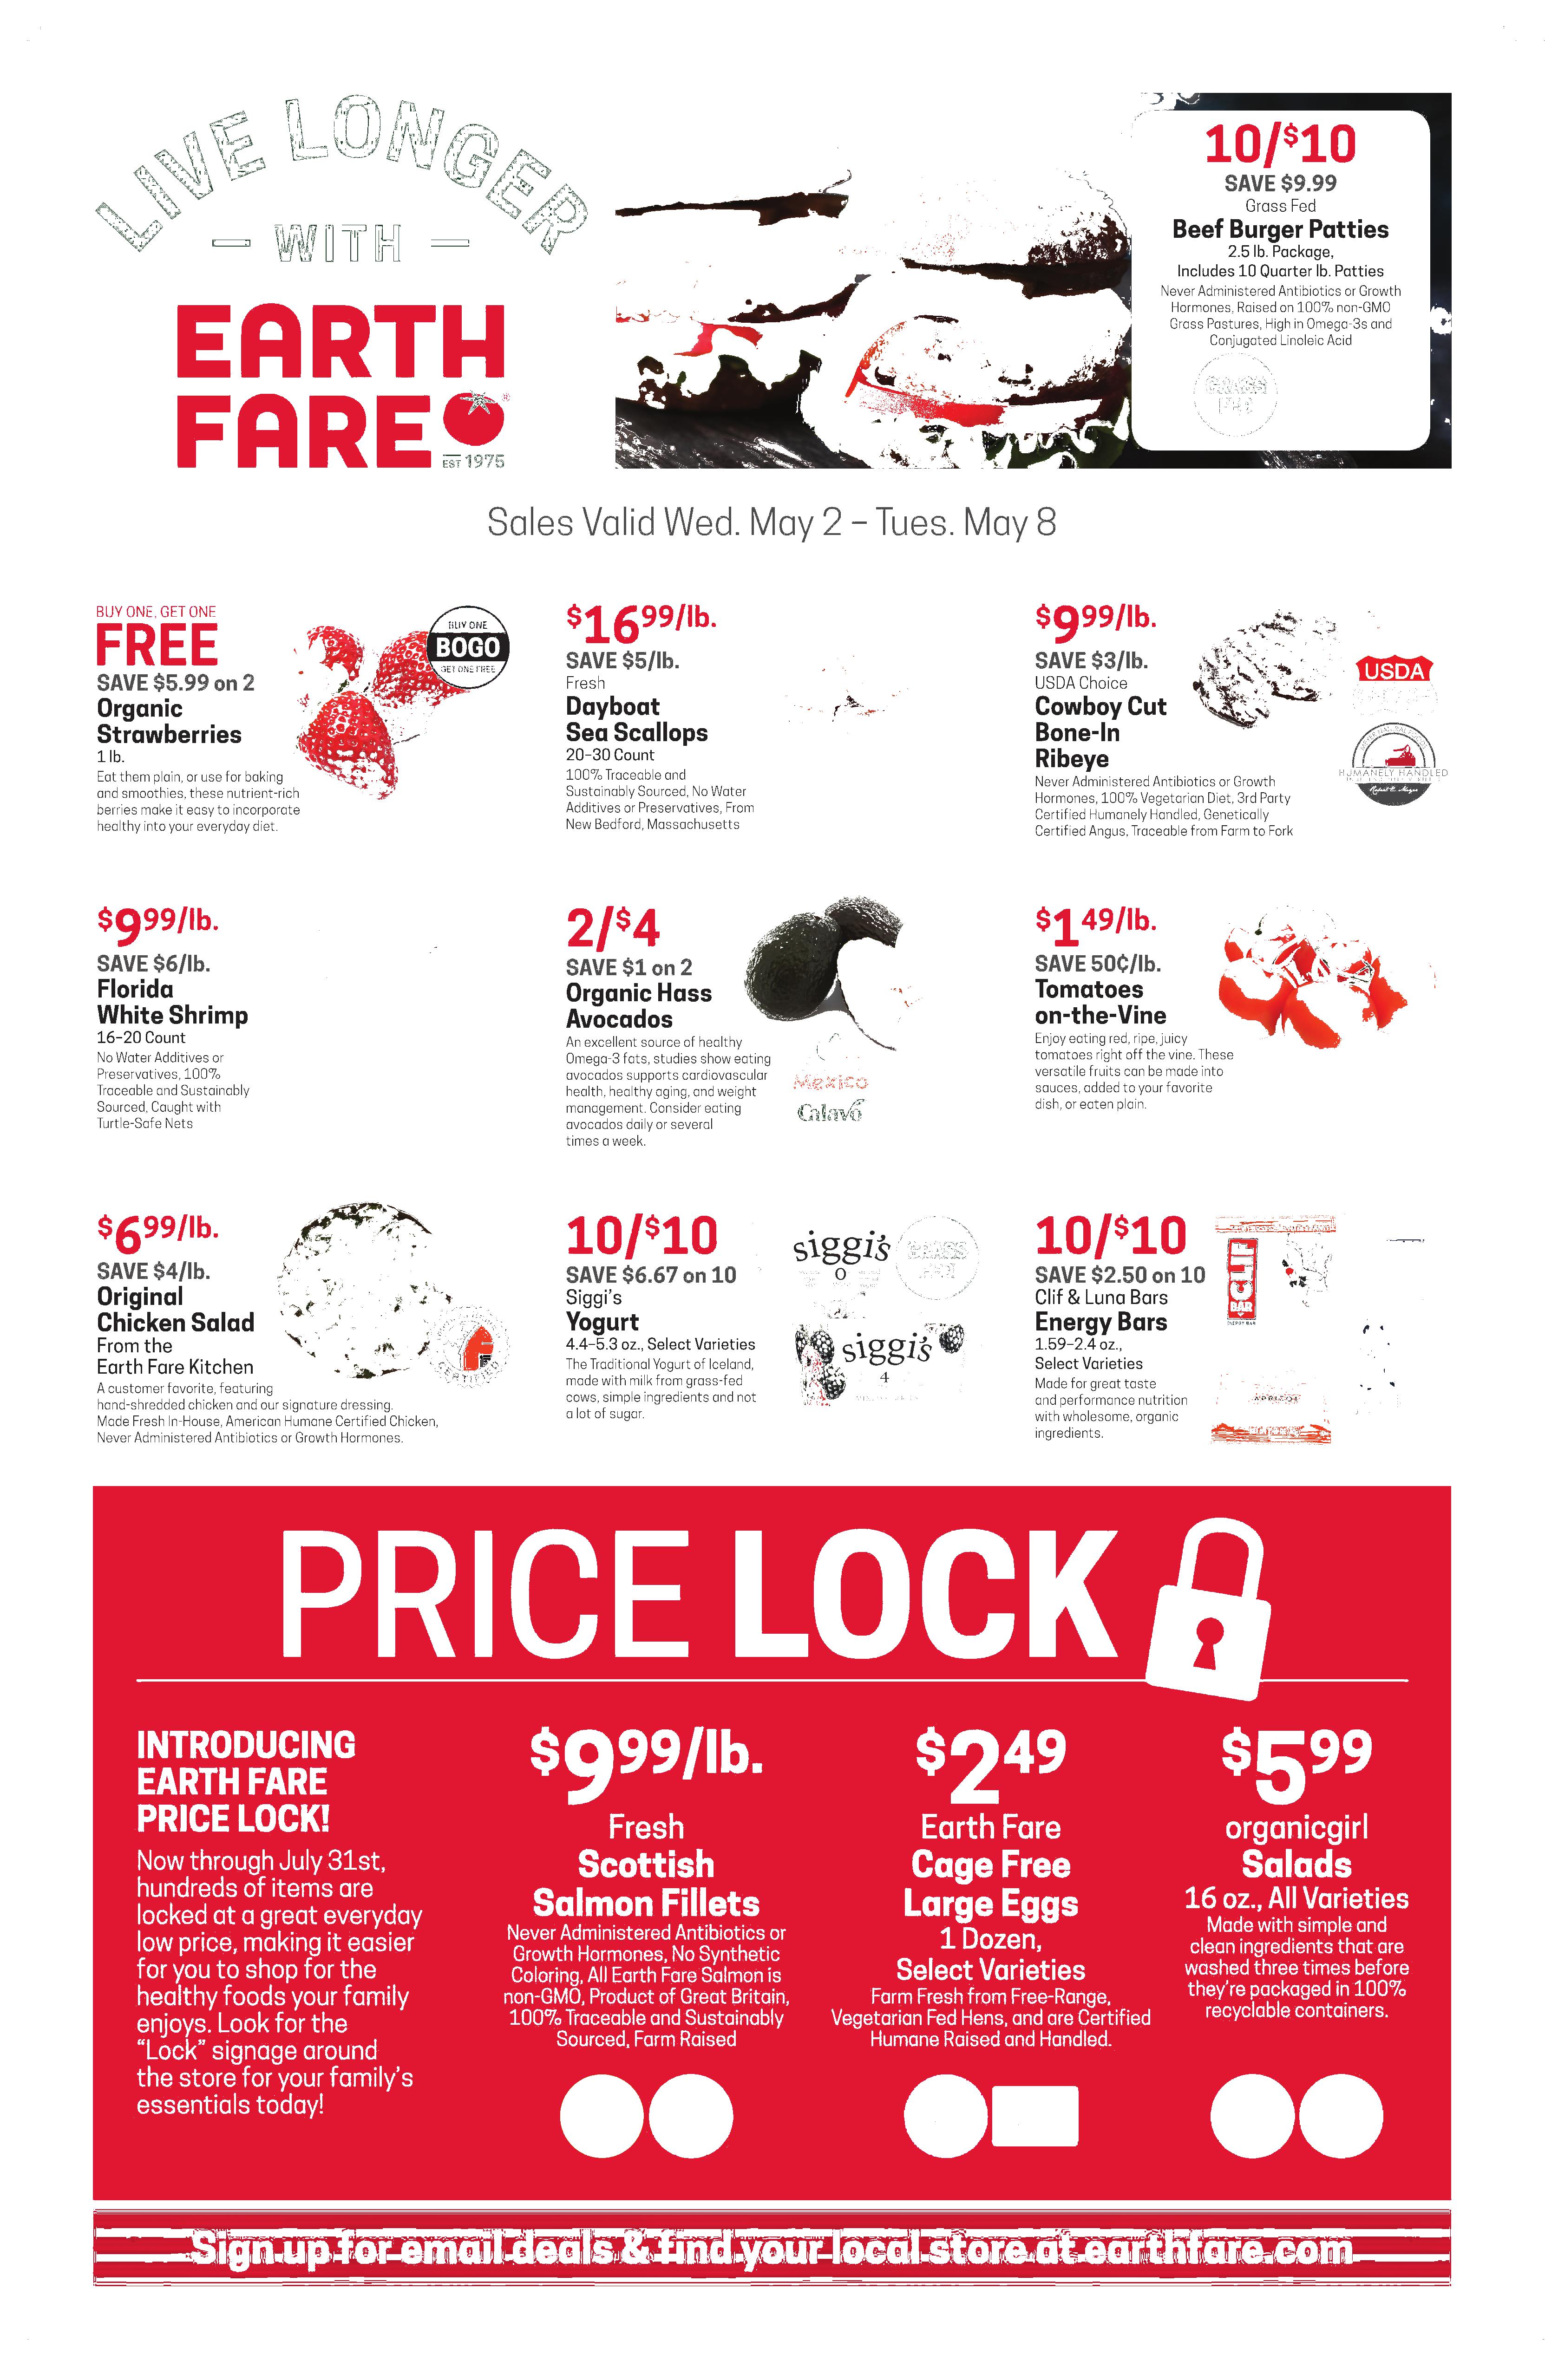 LIVE LONGER
WITH
EARTH
FARE®
EST 1975
10/$10
SAVE $9.99
Grass Fed
Beef Burger Patties
2.5 lb. Package,
Includes 10 Quarter lb. Patties
Never Administered Antibiotics or Growth
Hormones, Raised on 100% non-GMO
Grass Pastures, High in Omega-3s and
Conjugated Linoleic Acid
GRASS
FED
Sales Valid Wed. May 2 – Tues. May 8
BUY ONE, GET ONE
FREE
SAVE $5.99 on 2
Organic
Strawberries
1 lb.
Eat them plain, or use for baking
and smoothies, these nutrient-rich
berries make it easy to incorporate
healthy into your everyday diet.
BUY ONE
BOGO
GET ONE FREE
$16 99/lb.
SAVE $5/lb.
Fresh
Dayboat
Sea Scallops
20–30 Count
100% Traceable and
Sustainably Sourced, No Water
Additives or Preservatives, From
New Bedford, Massachusetts
$9 99/lb.
SAVE $3/lb.
USDA Choice
Cowboy Cut
Bone-In
Ribeye
Never Administered Antibiotics or Growth
Hormones, 100% Vegetarian Diet, 3rd Party
Certified Humanely Handled, Genetically
Certified Angus, Traceable from Farm to Fork
USDA
HUMANELY HANDLED
$9 99/lb.
SAVE $6/lb.
Florida
White Shrimp
16–20 Count
No Water Additives or
Preservatives, 100%
Traceable and Sustainably
Sourced, Caught with
Turtle-Safe Nets
2/$4
SAVE $1 on 2
Organic Hass
Avocados
An excellent source of healthy
Omega-3 fats, studies show eating
avocados supports cardiovascular
health, healthy aging, and weight
management. Consider eating
avocados daily or several
times a week.
Mexico
Calavo
$1 49/lb.
SAVE 50¢/lb.
Tomatoes
on-the-Vine
Enjoy eating red, ripe, juicy
tomatoes right off the vine. These
versatile fruits can be made into
sauces, added to your favorite
dish, or eaten plain.
$6 99/lb.
SAVE $4/lb.
Original
Chicken Salad
From the
Earth Fare Kitchen
A customer favorite, featuring
hand-shredded chicken and our signature dressing.
Made Fresh In-House, American Humane Certified Chicken,
Never Administered Antibiotics or Growth Hormones.
CERTIFIED
10/$10
SAVE $6.67 on 10
Siggi's
Yogurt
4.4–5.3 oz., Select Varieties
The Traditional Yogurt of Iceland,
made with milk from grass-fed
cows, simple ingredients and not
a lot of sugar.
siggi's
0
GRASS
FED
siggi's
4
10/$10
SAVE $2.50 on 10
Clif & Luna Bars
Energy Bars
1.59–2.4 oz.,
Select Varieties
Made for great taste
and performance nutrition
with wholesome, organic
ingredients.
CLIF
BAR
ENERGY BAR
APRICOT
PRICE LOCK
INTRODUCING
EARTH FARE
PRICE LOCK!
Now through July 31st,
hundreds of items are
locked at a great everyday
low price, making it easier
for you to shop for the
healthy foods your family
enjoys. Look for the
“Lock” signage around
the store for your family's
essentials today!
$9 99/lb.
Fresh
Scottish
Salmon Fillets
Never Administered Antibiotics or
Growth Hormones, No Synthetic
Coloring, All Earth Fare Salmon is
non-GMO, Product of Great Britain,
100% Traceable and Sustainably
Sourced, Farm Raised
$2 49
Earth Fare
Cage Free
Large Eggs
1 Dozen,
Select Varieties
Farm Fresh from Free-Range,
Vegetarian Fed Hens, and are Certified
Humane Raised and Handled.
$5 99
organicgirl
Salads
16 oz., All Varieties
Made with simple and
clean ingredients that are
washed three times before
they're packaged in 100%
recyclable containers.
Sign up for email deals & find your local store at earthfare.com